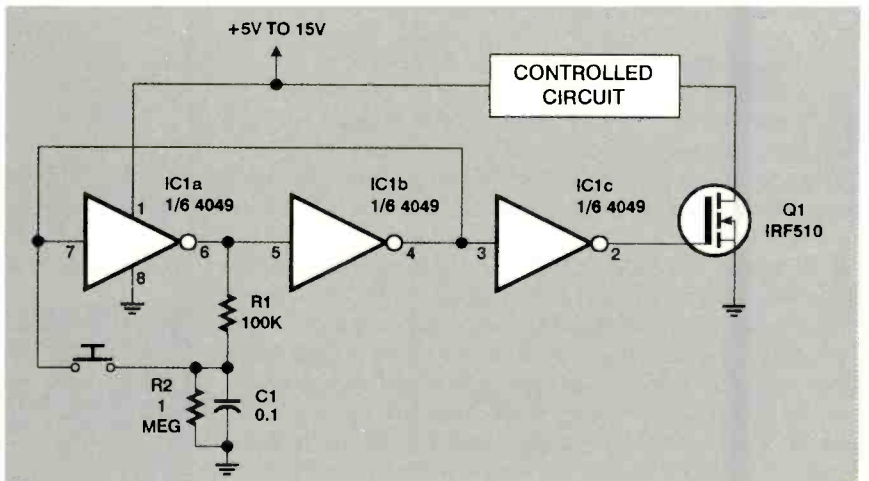 +5V TO 15V
CONTROLLED
CIRCUIT
IC1a
1/6 4049
IC1b
1/6 4049
IC1c
1/6 4049
Q1
IRF510
1
7
6
5
4
3
2
8
R1
100K
R2
1
MEG
C1
0.1